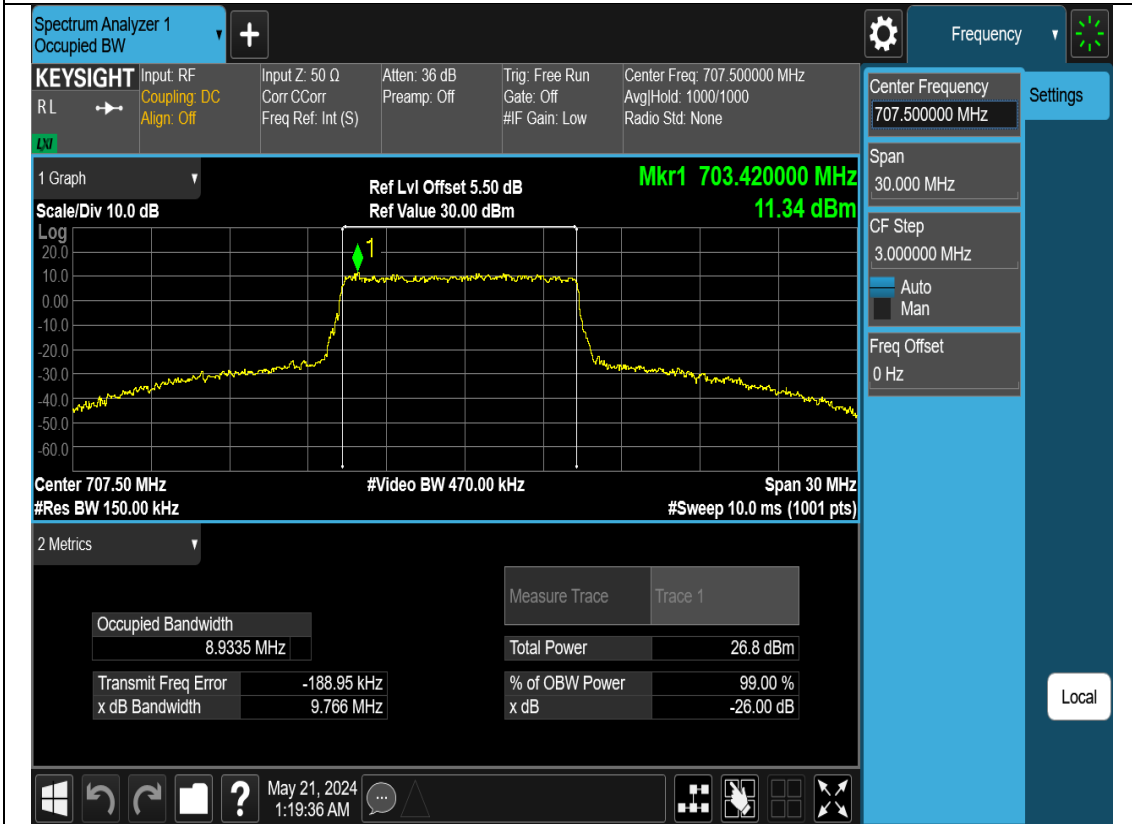 Spectrum Analyzer 1
Occupied BW
+
Frequency
KEYSIGHT
RL
LXI
Input: RF
Coupling: DC
Align: Off
Input Z: 50 Ω
Corr CCorr
Freq Ref: Int (S)
Atten: 36 dB
Preamp: Off
Trig: Free Run
Gate: Off
#IF Gain: Low
Center Freq: 707.500000 MHz
Avg|Hold: 1000/1000
Radio Std: None
Center Frequency
707.500000 MHz
Settings
Span
30.000 MHz
CF Step
3.000000 MHz
Auto
Man
Freq Offset
0 Hz
Local
1 Graph
Ref Lvl Offset 5.50 dB
Mkr1 703.420000 MHz
Scale/Div 10.0 dB
Ref Value 30.00 dBm
11.34 dBm
Log
1
20.0
10.0
0.00
-10.0
-20.0
-30.0
-40.0
-50.0
-60.0
Center 707.50 MHz
#Video BW 470.00 kHz
Span 30 MHz
#Res BW 150.00 kHz
#Sweep 10.0 ms (1001 pts)
2 Metrics
Measure Trace Trace 1
Occupied Bandwidth
8.9335 MHz
Total Power 26.8 dBm
Transmit Freq Error -188.95 kHz
% of OBW Power 99.00 %
x dB Bandwidth 9.766 MHz
x dB -26.00 dB
?
May 21, 2024
1:19:36 AM